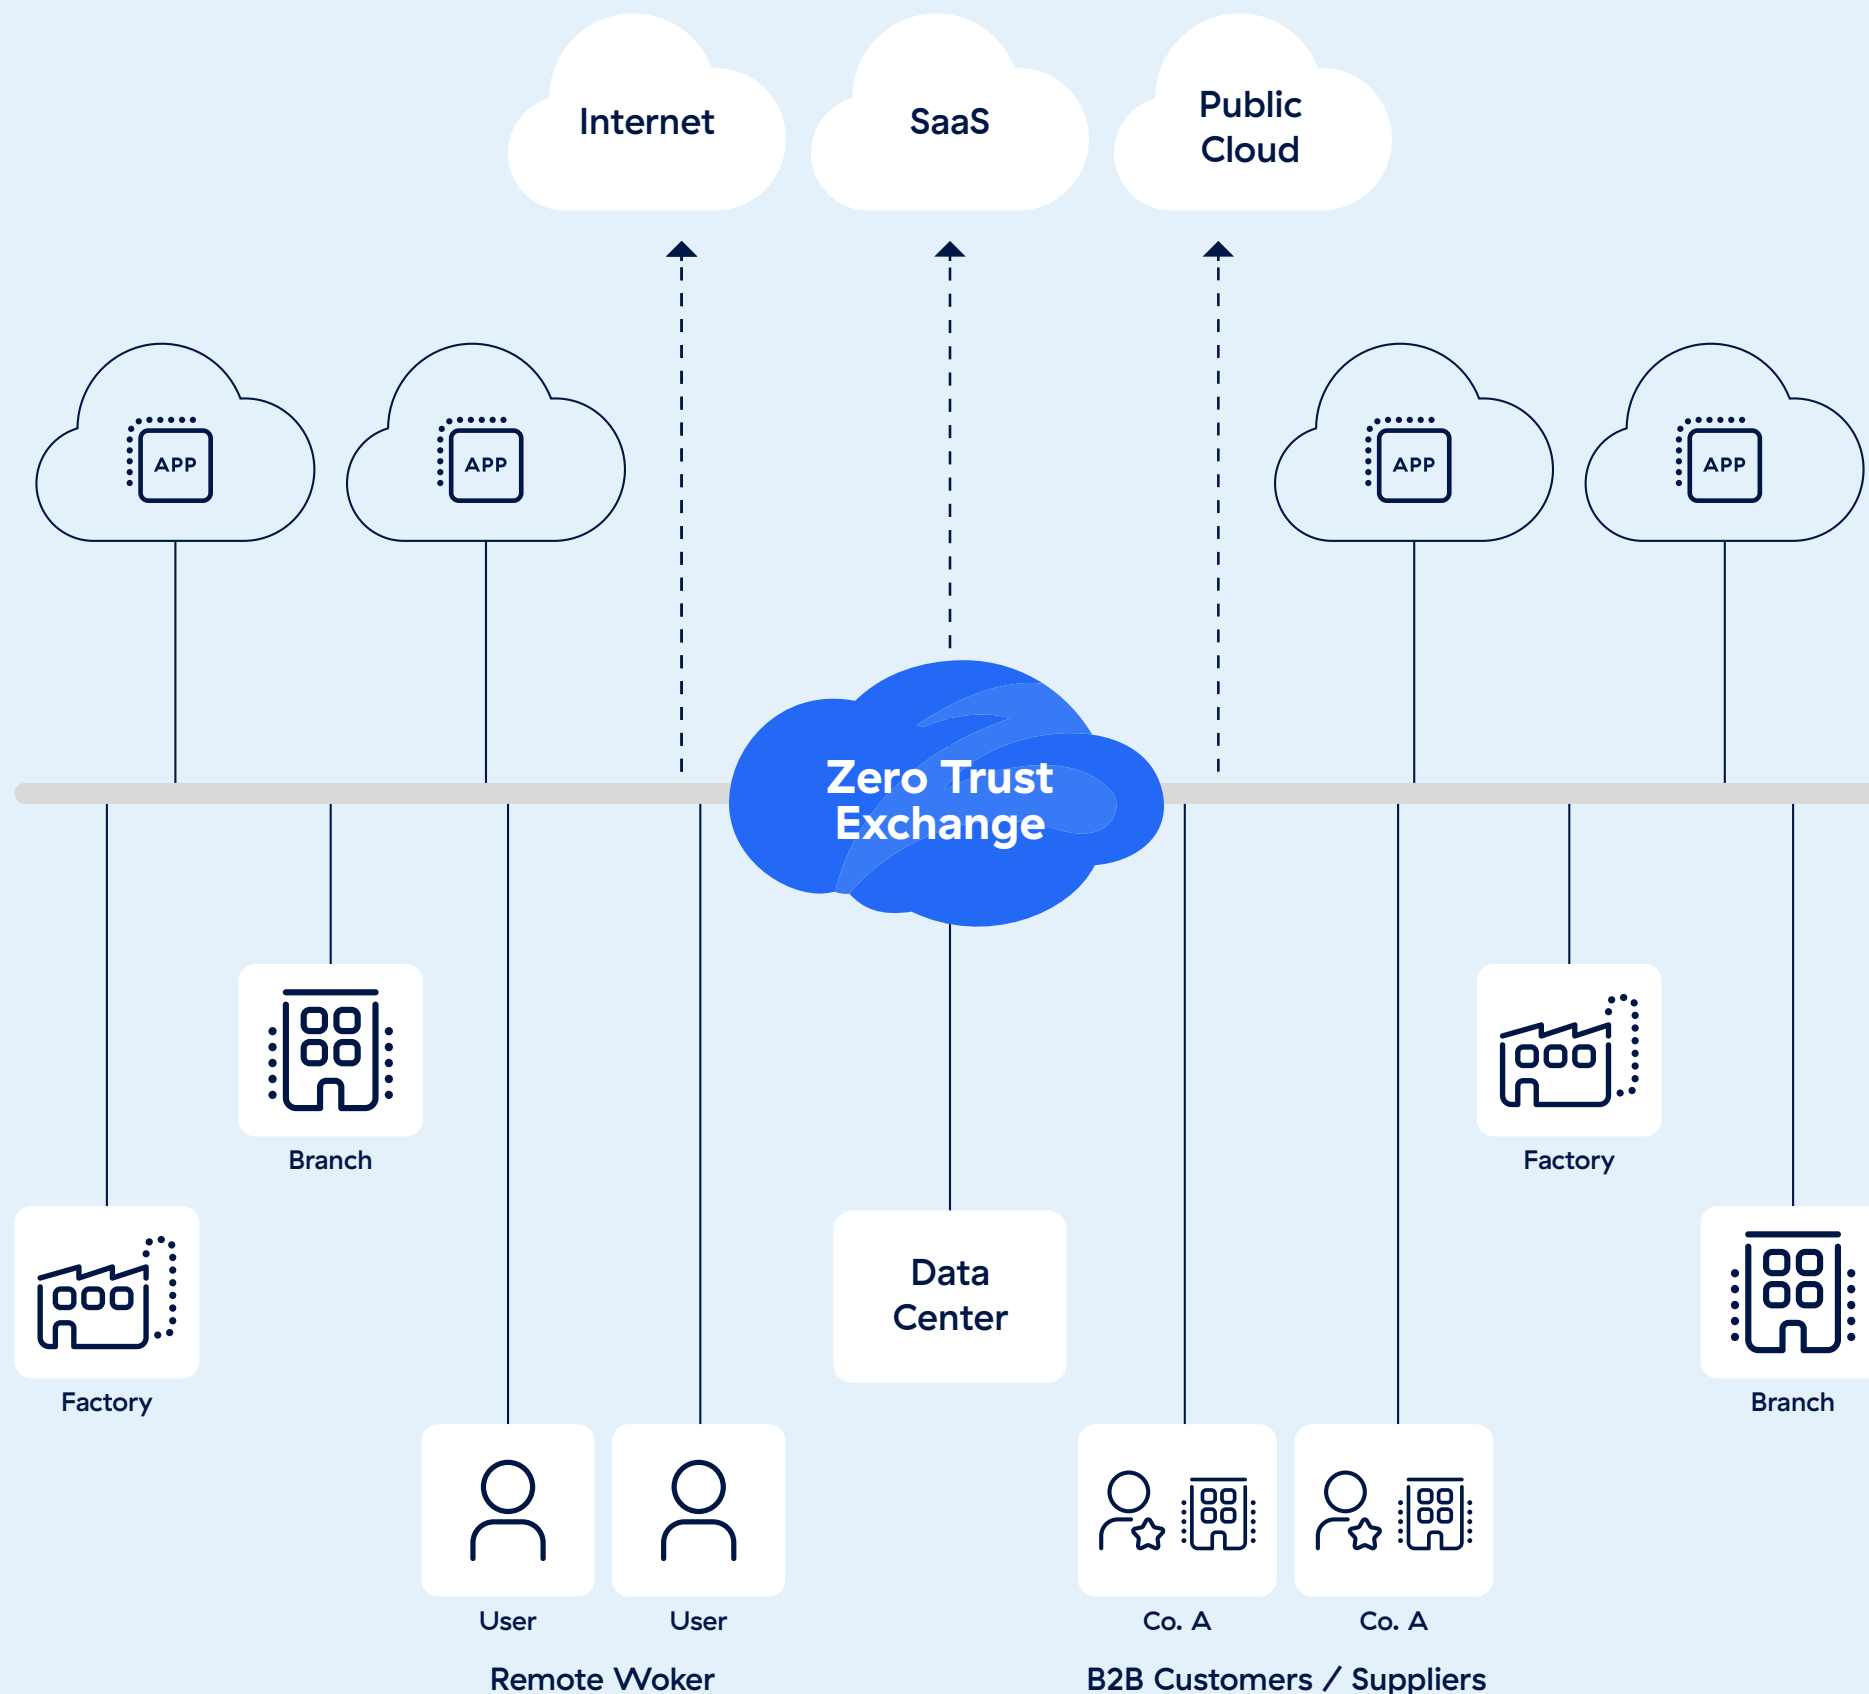 Internet
SaaS
Public
Cloud
APP
APP
APP
APP
Zero Trust
Exchange
Branch
Factory
Data
Center
Factory
Branch
User
User
Co. A
Co. A
Remote Woker
B2B Customers / Suppliers